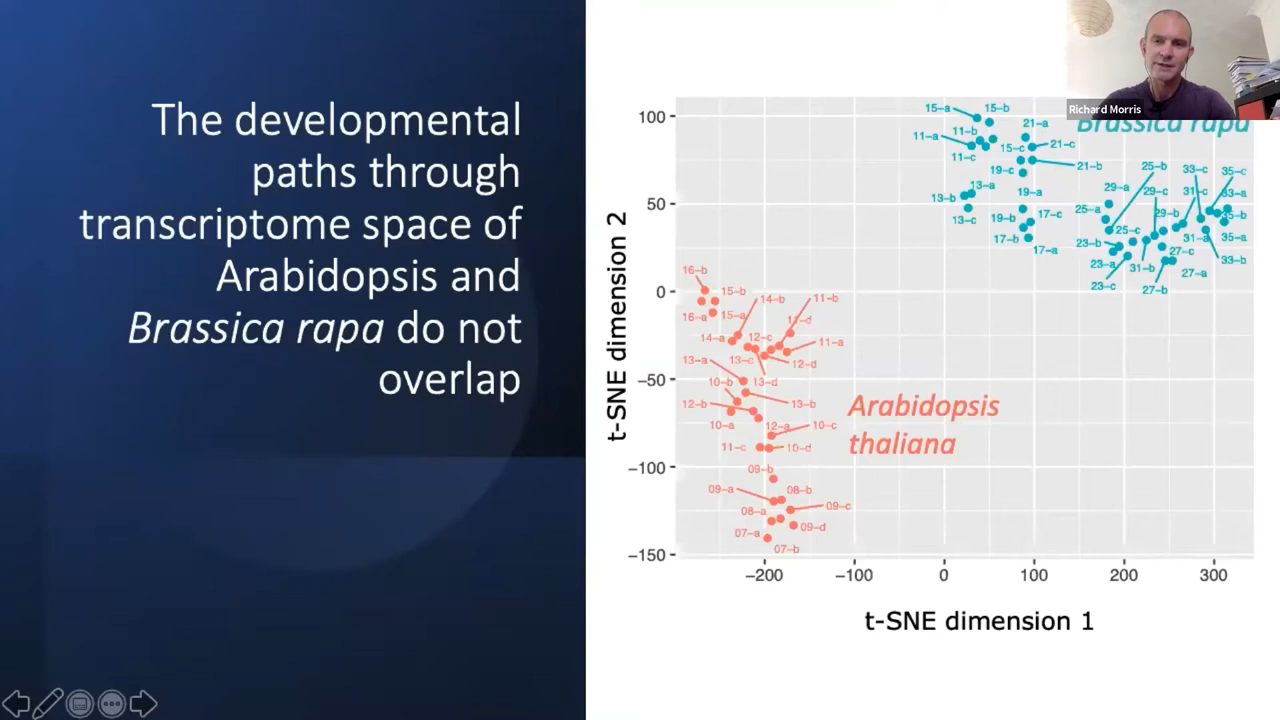 The developmental
paths through
transcriptome space of
Arabidopsis and
Brassica rapa do not
overlap
Richard Morris
Brassica rapa
t-SNE dimension 2
100
50
0
−50
−100
−150
15−a
15−b
11−a
11−b
11−c
21−a
15−c
21−c
19−c
21−b
13−a
13−b
13−c
19−a
19−b
17−c
17−b
17−a
25−b
33−c
35−c
29−a
29−c
31−c
33−a
25−a
29−b
35−b
25−c
31−a
35−a
23−b
27−c
33−b
23−a
31−b
27−a
23−c
27−b
16−b
15−b
16−a
15−a
14−b
11−b
11−d
14−a
12−c
11−a
13−a
13−c
12−d
13−d
10−b
12−b
13−b
10−a
12−a
10−c
11−c
10−d
09−b
09−a
08−b
08−a
09−c
09−d
07−a
07−b
Arabidopsis
thaliana
−200
−100
0
100
200
300
t-SNE dimension 1